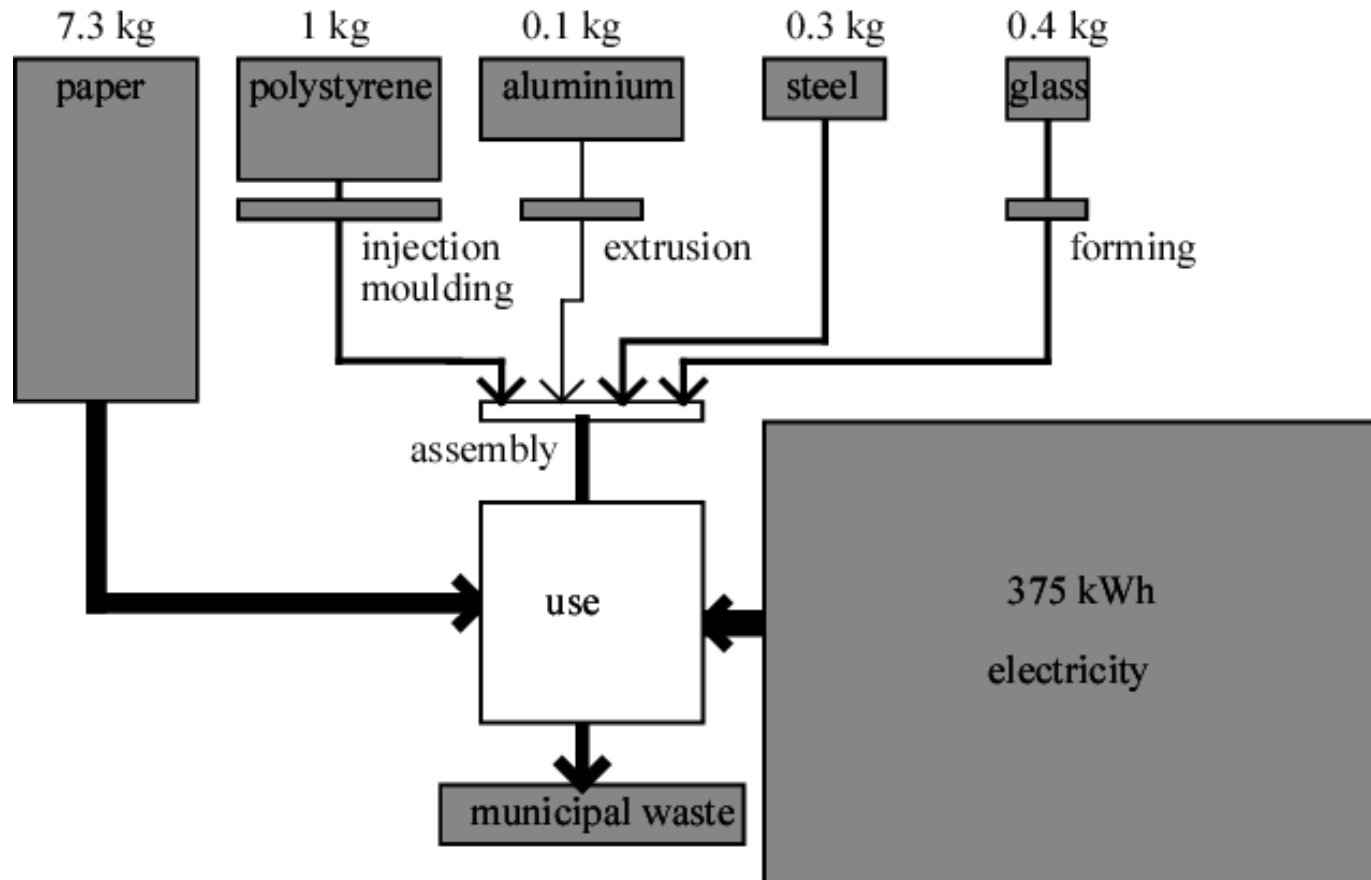 7.3 kg
1 kg
0.1 kg
0.3 kg
0.4 kg
paper
polystyrene
aluminium
steel
glass
injection
moulding
extrusion
forming
assembly
use
375 kWh
electricity
municipal waste